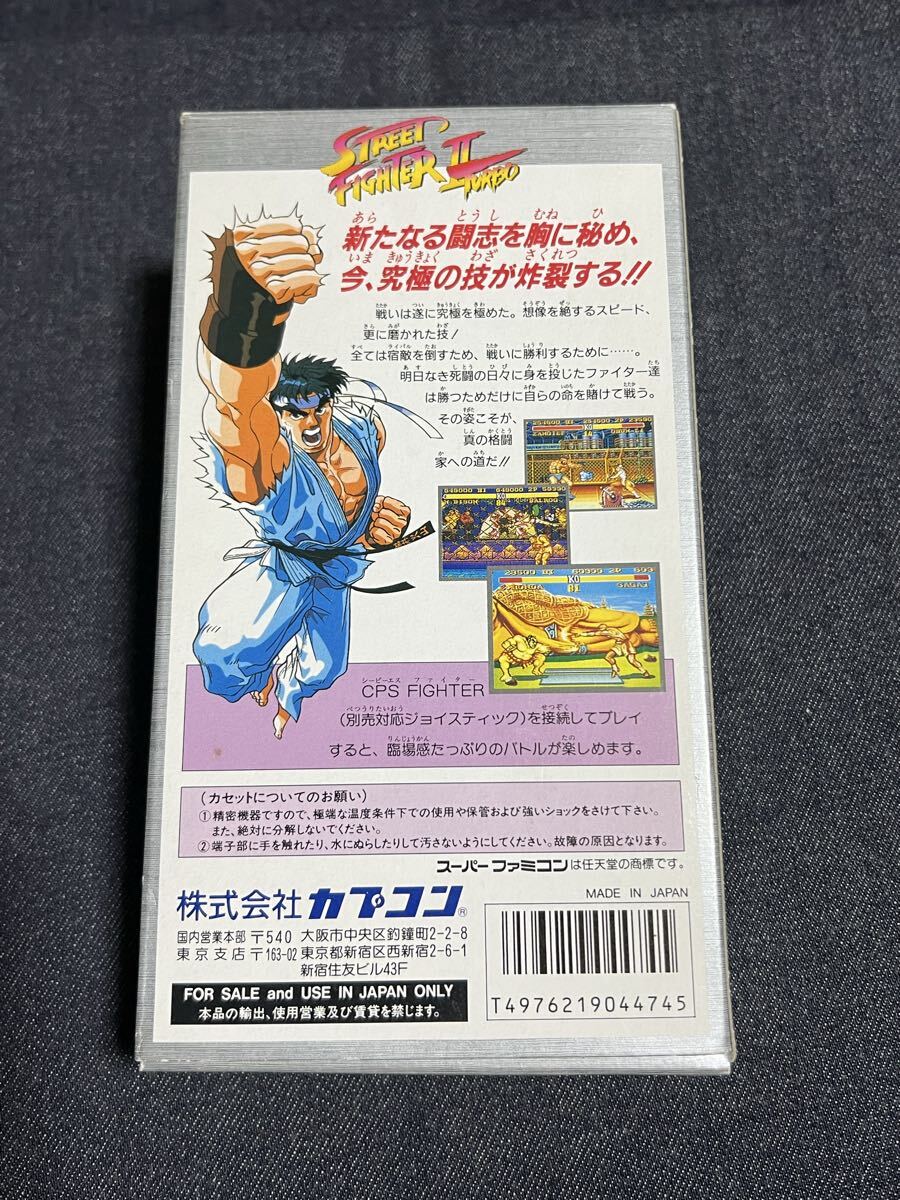 STREET
FIGHTER II
TURBO
新たなる闘志を胸に秘め、
今、究極の技が炸裂する!!
戦いは遂に究極を極めた。想像を絶するスピード、
更に磨かれた技!
全ては宿敵を倒すため、戦いに勝利するために……。
明日なき死闘の日々に身を投じたファイター達
は勝つためだけに自らの命を賭けて戦う。
その姿こそが、
真の格闘
家への道だ!!
シーピーエス ファイター
CPS FIGHTER
(別売対応ジョイスティック)を接続してプレイ
すると、臨場感たっぷりのバトルが楽しめます。
(カセットについてのお願い)
①精密機器ですので、極端な温度条件下での使用や保管および強いショックをさけて下さい。
また、絶対に分解しないでください。
②端子部に手を触れたり、水にぬらしたりして汚さないようにしてください。故障の原因となります。
スーパーファミコンは任天堂の商標です。
株式会社カプコン®
国内営業本部 〒540 大阪市中央区釣鐘町2-2-8
東京支店 〒163-02 東京都新宿区西新宿2-6-1
新宿住友ビル43F
FOR SALE and USE IN JAPAN ONLY
本品の輸出、使用営業及び賃貸を禁じます。
MADE IN JAPAN
T4976219044745